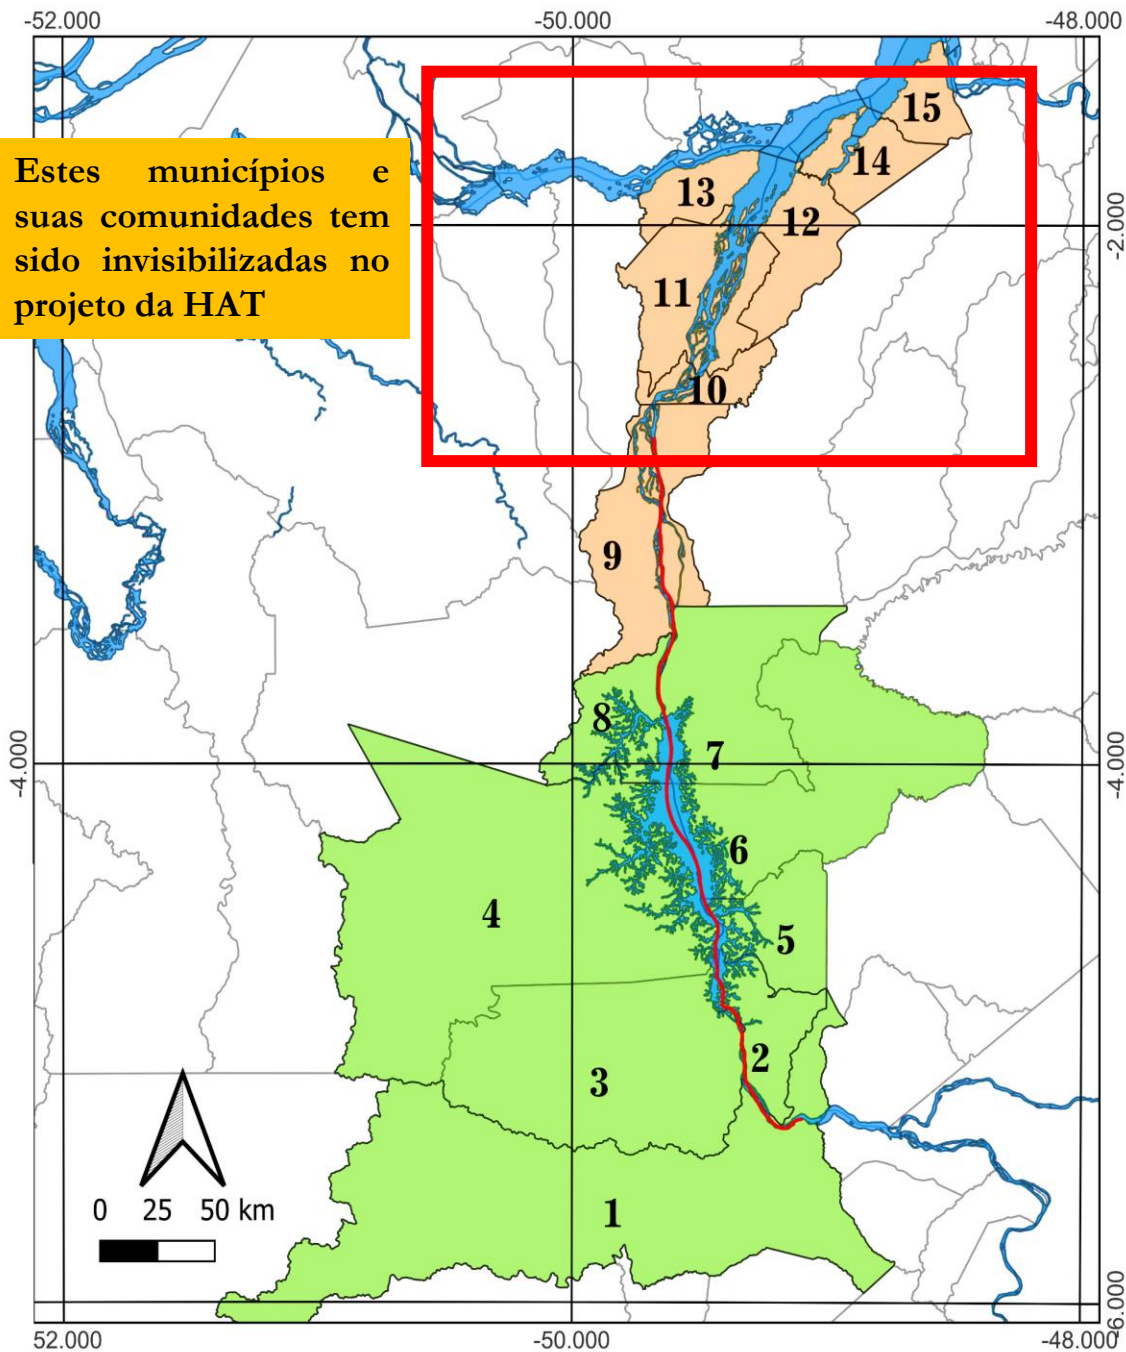 -52.000 -50.000 -48.000
15
Estes municípios e
suas comunidades tem
sido invisibilizadas no
projeto da HAT
14
13
12
-2.000
11
10
9
8
7
-4.000 -4.000
6
4
5
2
3
0 25 50 km
1
-6.000
52.000 -50.000 -48.000